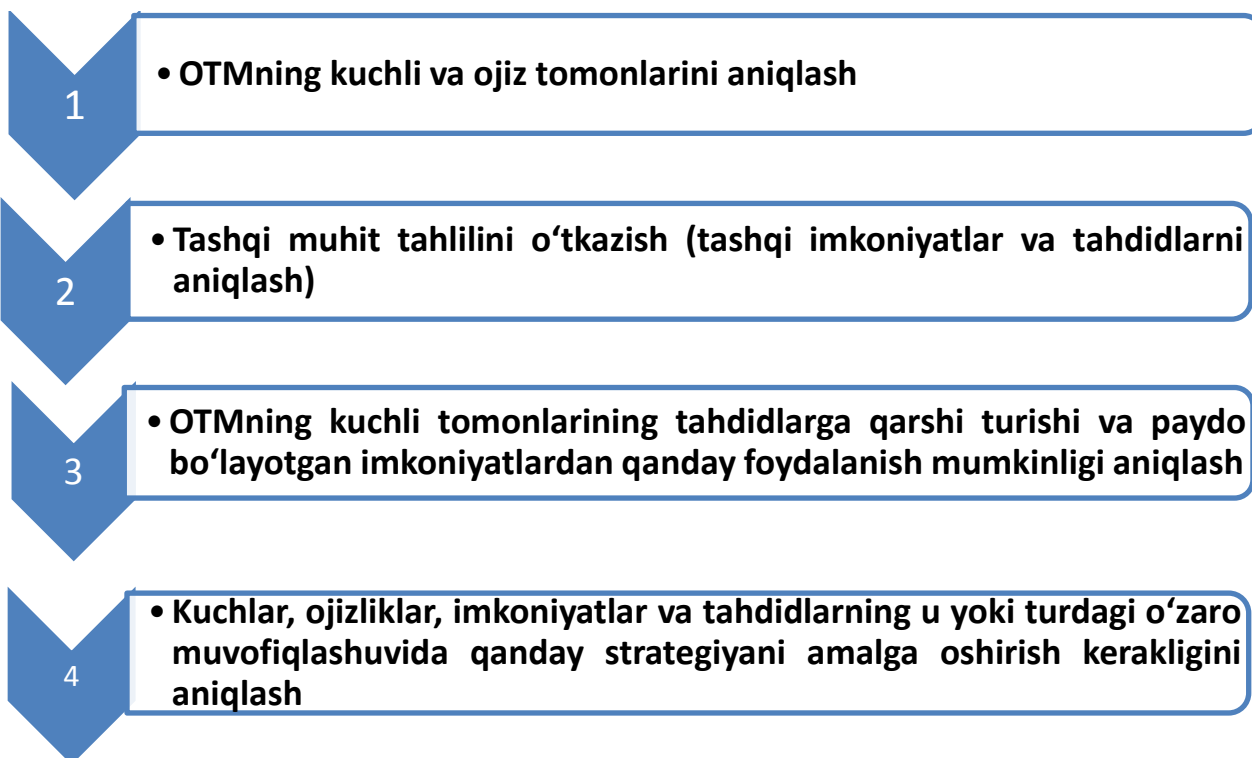 1
• OTMning kuchli va ojiz tomonlarini aniqlash
2
• Tashqi muhit tahlilini o‘tkazish (tashqi imkoniyatlar va tahdidlarni
aniqlash)
3
• OTMning kuchli tomonlarining tahdidlarga qarshi turishi va paydo
bo‘layotgan imkoniyatlardan qanday foydalanish mumkinligi aniqlash
4
• Kuchlar, ojizliklar, imkoniyatlar va tahdidlarning u yoki turdagi o‘zaro
muvofiqlashuvida qanday strategiyani amalga oshirish kerakligini
aniqlash